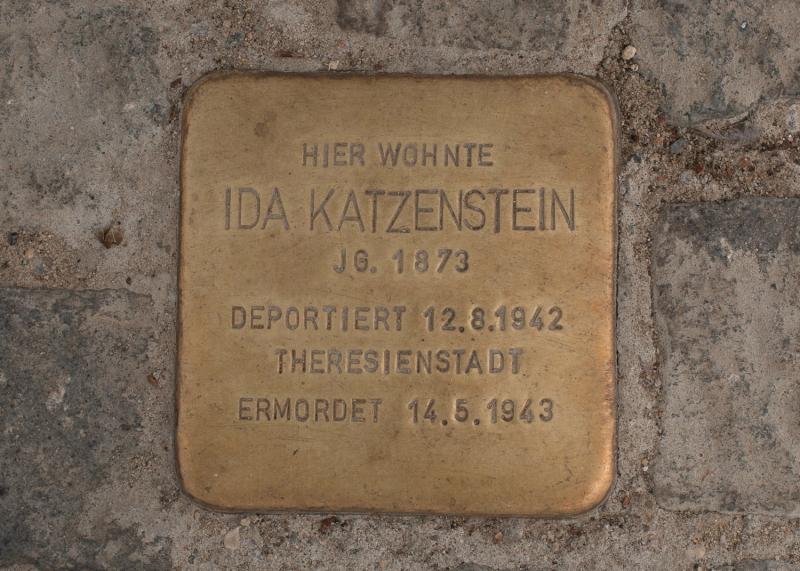 HIER WOHNTE
IDA KATZENSTEIN
JG. 1873
DEPORTIERT 12.8.1942
THERESIENSTADT
ERMORDET 14.5.1943